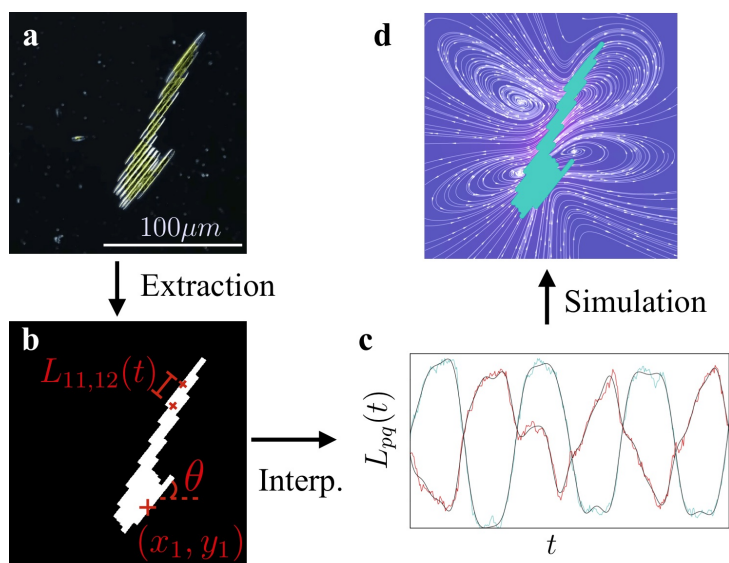 a
100μm
Extraction
b
L₁₁,₁₂(t)
θ
(x₁, y₁)
Interp.
c
Lₚq(t)
t
Simulation
d